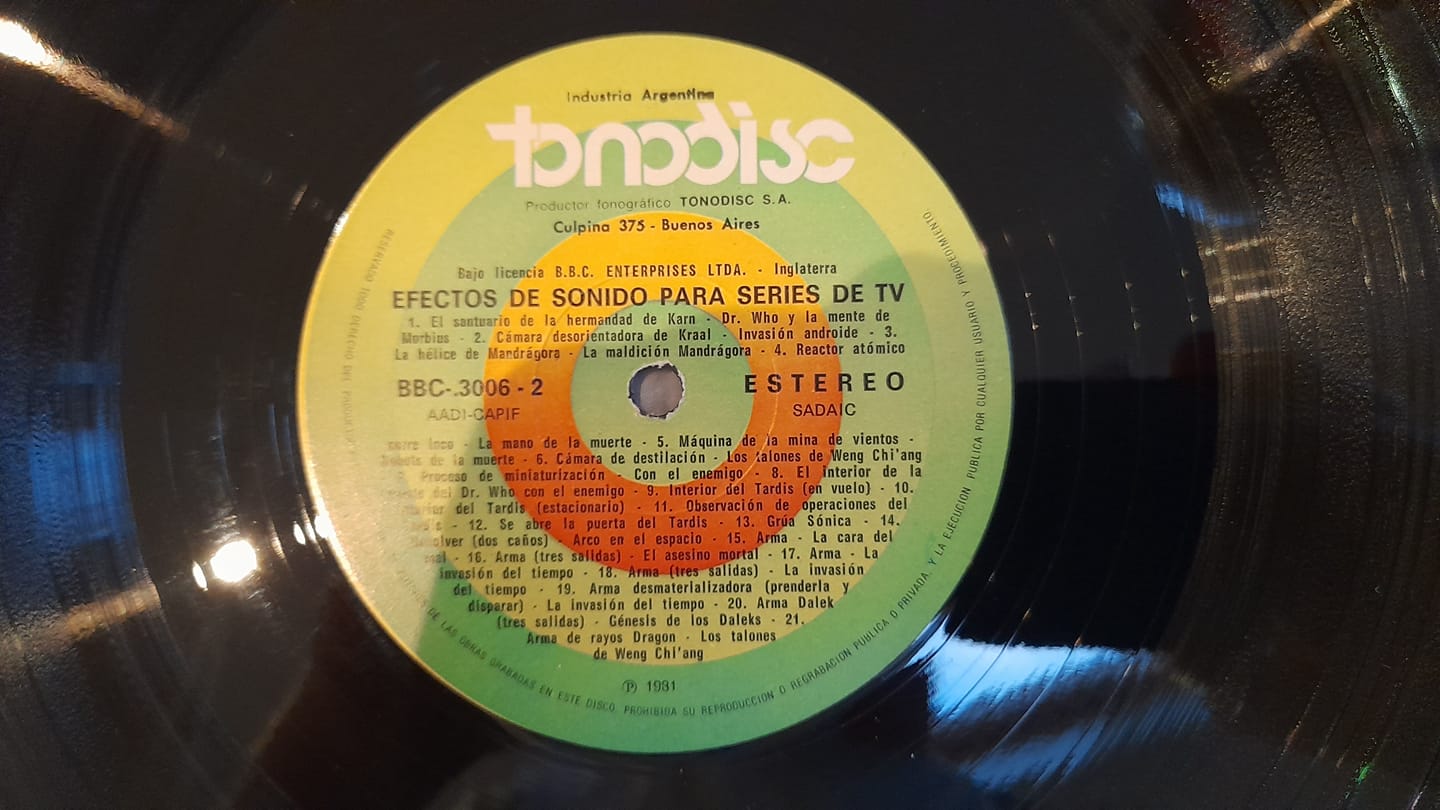 Industria Argentina
tonodisc
Productor fonográfico TONODISC S.A.
Culpina 375 - Buenos Aires
Bajo licencia B.B.C. ENTERPRISES LTDA. - Inglaterra
EFECTOS DE SONIDO PARA SERIES DE TV
1. El santuario de la hermandad de Karn - Dr. Who y la mente de
Morbius - 2. Cámara desorientadora de Kraal - Invasión androide - 3.
La hélice de Mandrágora - La maldición Mandrágora - 4. Reactor atómico
BBC-.3006 - 2
ESTEREO
AADI-CAPIF
SADAIC
loco - La mano de la muerte - 5. Máquina de la mina de vientos -
de la muerte - 6. Cámara de destilación - Los talones de Weng Chi'ang
Proceso de miniaturización - Con el enemigo - 8. El interior de la
del Dr. Who con el enemigo - 9. Interior del Tardis (en vuelo) - 10.
del Tardis (estacionario) - 11. Observación de operaciones del
- 12. Se abre la puerta del Tardis - 13. Grúa Sónica - 14.
(dos caños) - Arco en el espacio - 15. Arma - La cara del
- 16. Arma (tres salidas) - El asesino mortal - 17. Arma - La
invasión del tiempo - 18. Arma (tres salidas) - La invasión
del tiempo - 19. Arma desmaterializadora (prenderla y
disparar) - La invasión del tiempo - 20. Arma Dalek
(tres salidas) - Génesis de los Daleks - 21.
Arma de rayos Dragon - Los talones
de Weng Chi'ang
Ⓟ 1981
RESERVADO TODO DERECHO DEL
DE LAS OBRAS GRABADAS EN ESTE DISCO. PROHIBIDA SU REPRODUCCION O REGRABACION PUBLICA O PRIVADA, Y LA EJECUCION PUBLICA POR CUALQUIER USUARIO Y PROCEDIMIENTO.